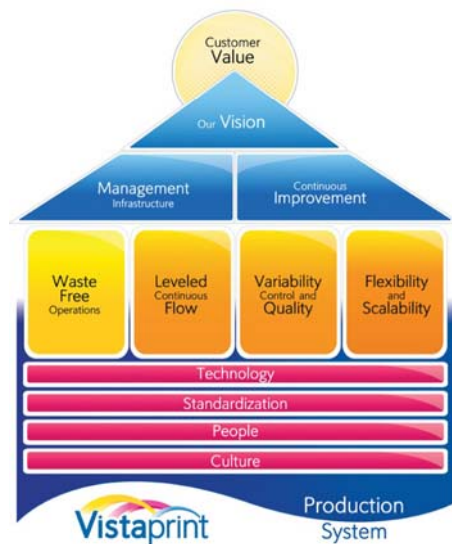 Customer
Value
Our Vision
Management
Infrastructure
Continuous
Improvement
Waste
Free
Operations
Leveled
Continuous
Flow
Variability
Control and
Quality
Flexibility
and
Scalability
Technology
Standardization
People
Culture
Vistaprint
Production
System